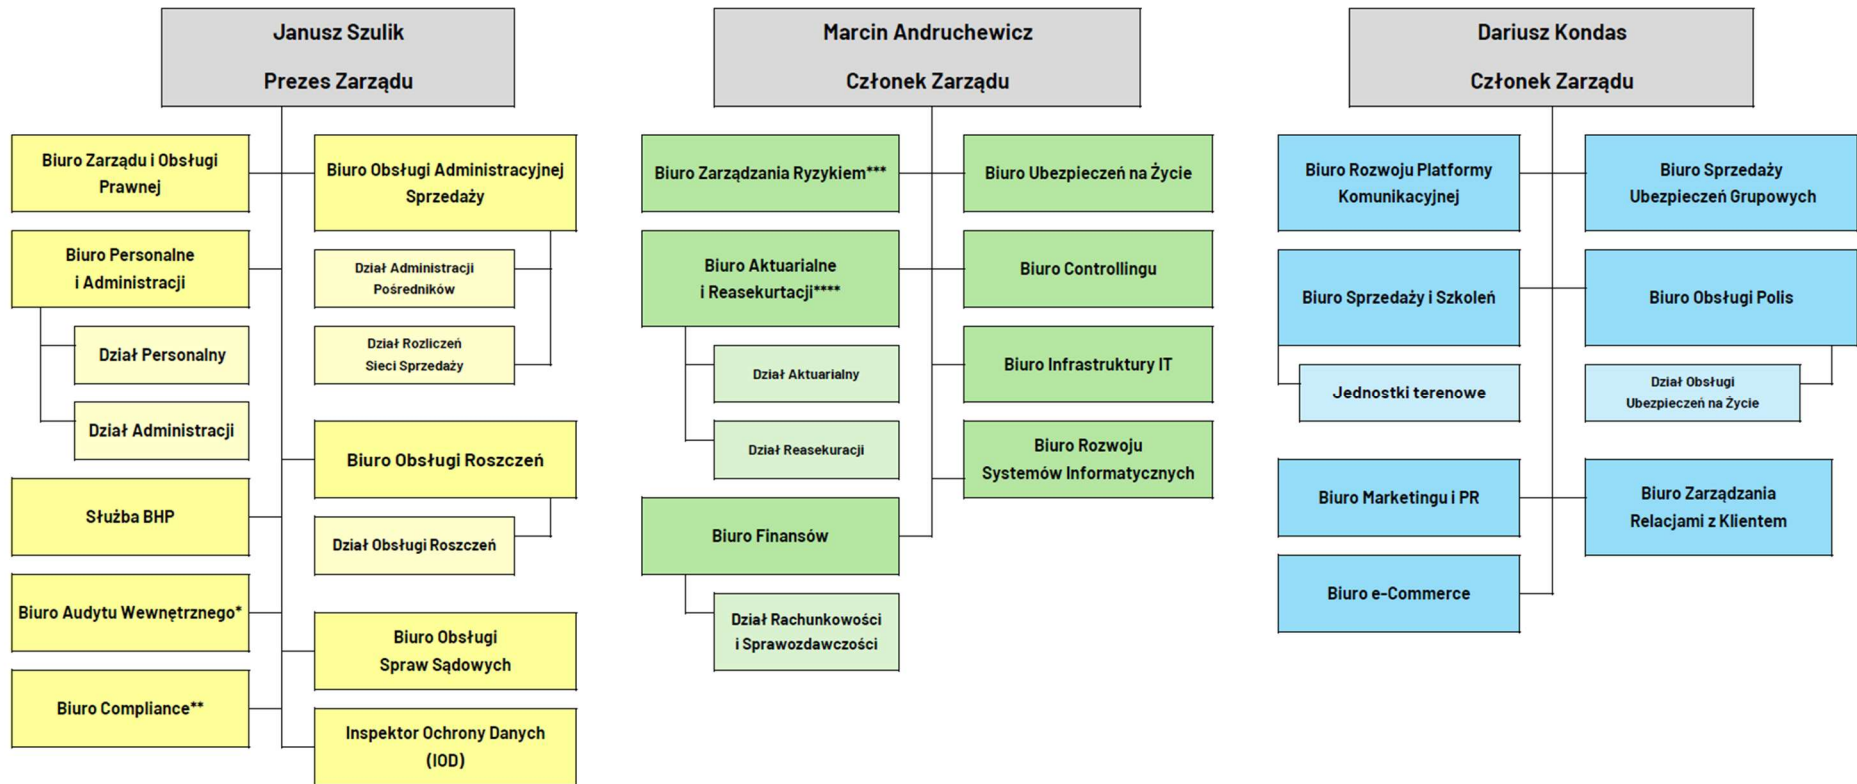 Janusz Szulik
Prezes Zarządu
Biuro Zarządu i Obsługi
Prawnej
Biuro Personalne
i Administracji
Dział Personalny
Dział Administracji
Służba BHP
Biuro Audytu Wewnętrznego*
Biuro Compliance**
Biuro Obsługi Administracyjnej
Sprzedaży
Dział Administracji
Pośredników
Dział Rozliczeń
Sieci Sprzedaży
Biuro Obsługi Roszczeń
Dział Obsługi Roszczeń
Biuro Obsługi
Spraw Sądowych
Inspektor Ochrony Danych
(IOD)
Marcin Andruchewicz
Członek Zarządu
Biuro Zarządzania Ryzykiem***
Biuro Aktuarialne
i Reasekurtacji****
Dział Aktuarialny
Dział Reasekuracji
Biuro Finansów
Dział Rachunkowości
i Sprawozdawczości
Biuro Ubezpieczeń na Życie
Biuro Controllingu
Biuro Infrastruktury IT
Biuro Rozwoju
Systemów Informatycznych
Dariusz Kondas
Członek Zarządu
Biuro Rozwoju Platformy
Komunikacyjnej
Biuro Sprzedaży i Szkoleń
Jednostki terenowe
Biuro Marketingu i PR
Biuro e-Commerce
Biuro Sprzedaży
Ubezpieczeń Grupowych
Biuro Obsługi Polis
Dział Obsługi
Ubezpieczeń na Życie
Biuro Zarządzania
Relacjami z Klientem